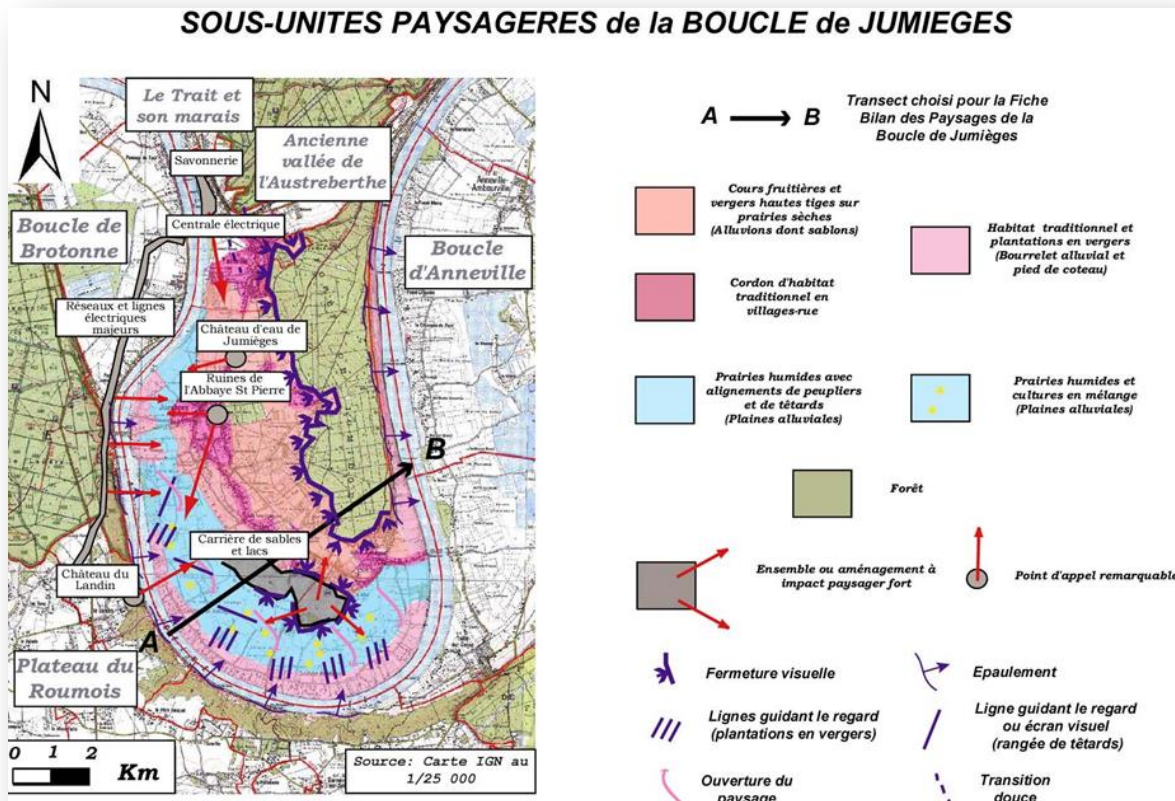 SOUS-UNITES PAYSAGERES de la BOUCLE de JUMIEGES
N
Le Trait et
son marais
Savonnerie
Ancienne
vallée de
l'Austreberthe
Centrale électrique
Boucle de
Brotonne
Boucle
d'Anneville
Anneville
Ambourville
Réseaux et lignes
électriques
majeurs
Château d'eau de
Jumièges
Ruines de
l'Abbaye St Pierre
B
Carrière de sables
et lacs
Château du
Landin
A
Plateau du
Roumois
0 1 2
Km
Source: Carte IGN au
1/25 000
A B
Transect choisi pour la Fiche
Bilan des Paysages de la
Boucle de Jumièges
Cours fruitières et
vergers hautes tiges sur
prairies sèches
(Alluvions dont sablons)
Habitat traditionnel et
plantations en vergers
(Bourrelet alluvial et
pied de coteau)
Cordon d'habitat
traditionnel en
villages-rue
Prairies humides avec
alignements de peupliers
et de têtards
(Plaines alluviales)
Prairies humides et
cultures en mélange
(Plaines alluviales)
Forêt
Ensemble ou aménagement à
impact paysager fort
Point d'appel remarquable
Fermeture visuelle
Epaulement
Lignes guidant le regard
(plantations en vergers)
Ligne guidant le regard
ou écran visuel
(rangée de têtards)
Ouverture du
paysage
Transition
douce